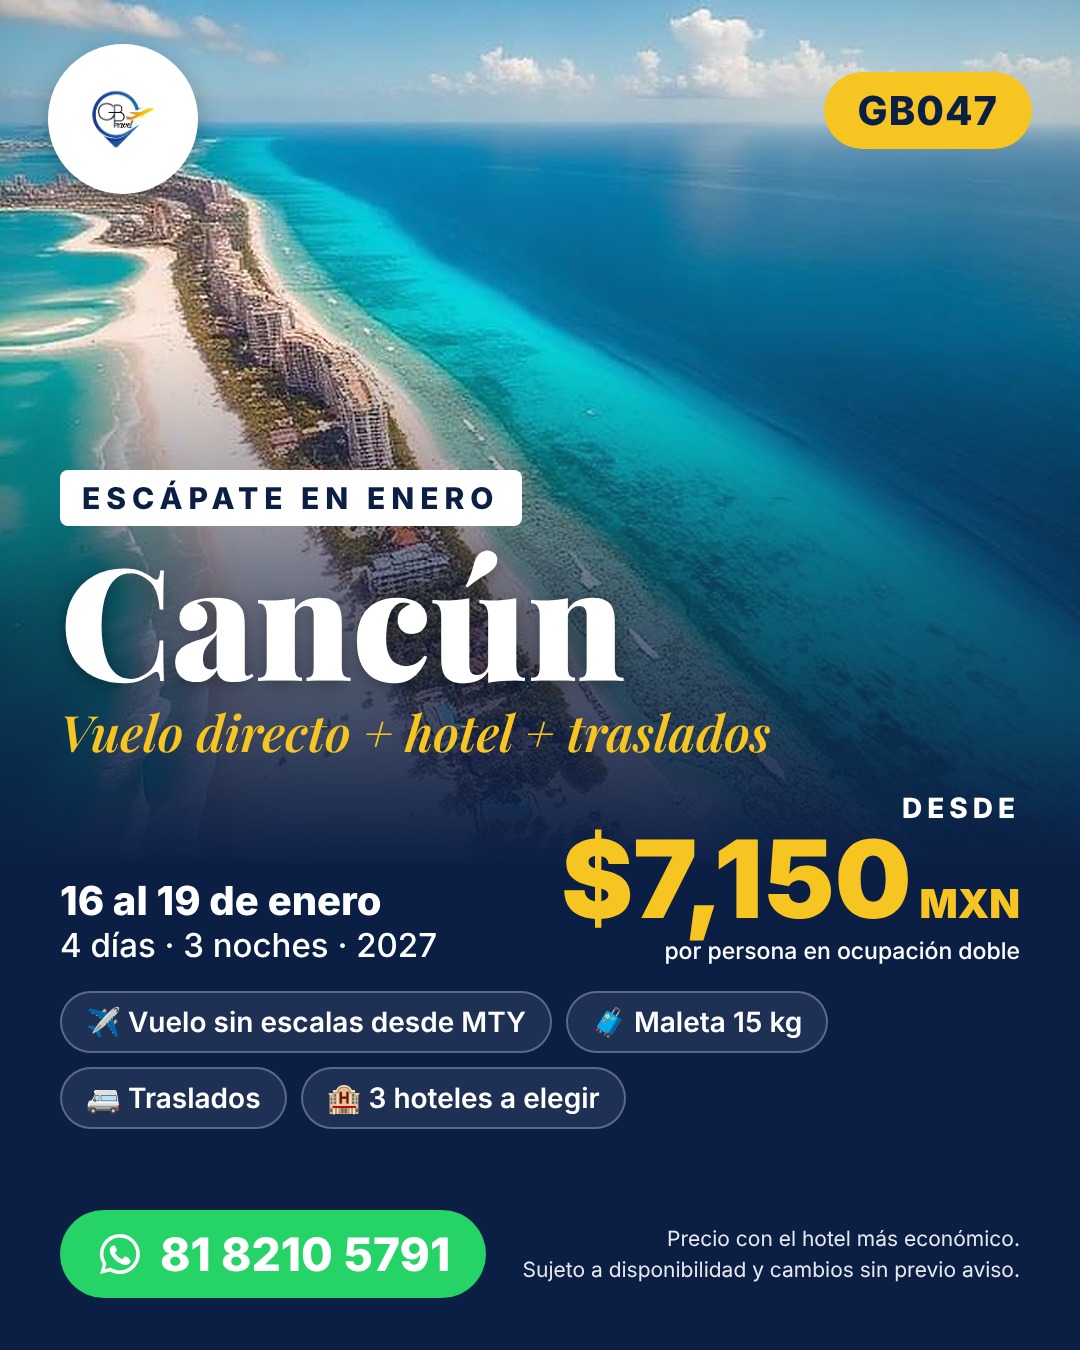 GB Travel
GB047
ESCÁPATE EN ENERO
Cancún
Vuelo directo + hotel + traslados
DESDE
$7,150 MXN
por persona en ocupación doble
16 al 19 de enero
4 días · 3 noches · 2027
Vuelo sin escalas desde MTY
Maleta 15 kg
Traslados
3 hoteles a elegir
81 8210 5791
Precio con el hotel más económico.
Sujeto a disponibilidad y cambios sin previo aviso.